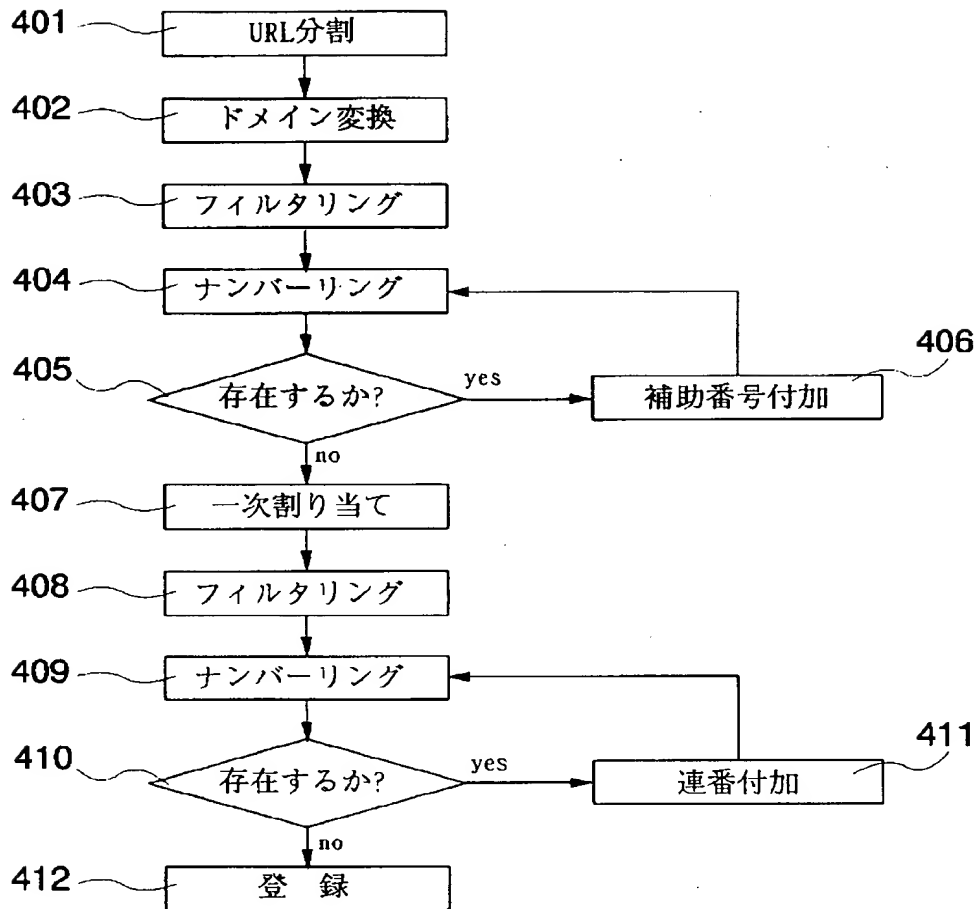 401 URL分割
402 ドメイン変換
403 フィルタリング
404 ナンバーリング
405 存在するか? yes
406 補助番号付加
no
407 一次割り当て
408 フィルタリング
409 ナンバーリング
410 存在するか? yes
411 連番付加
no
412 登 録